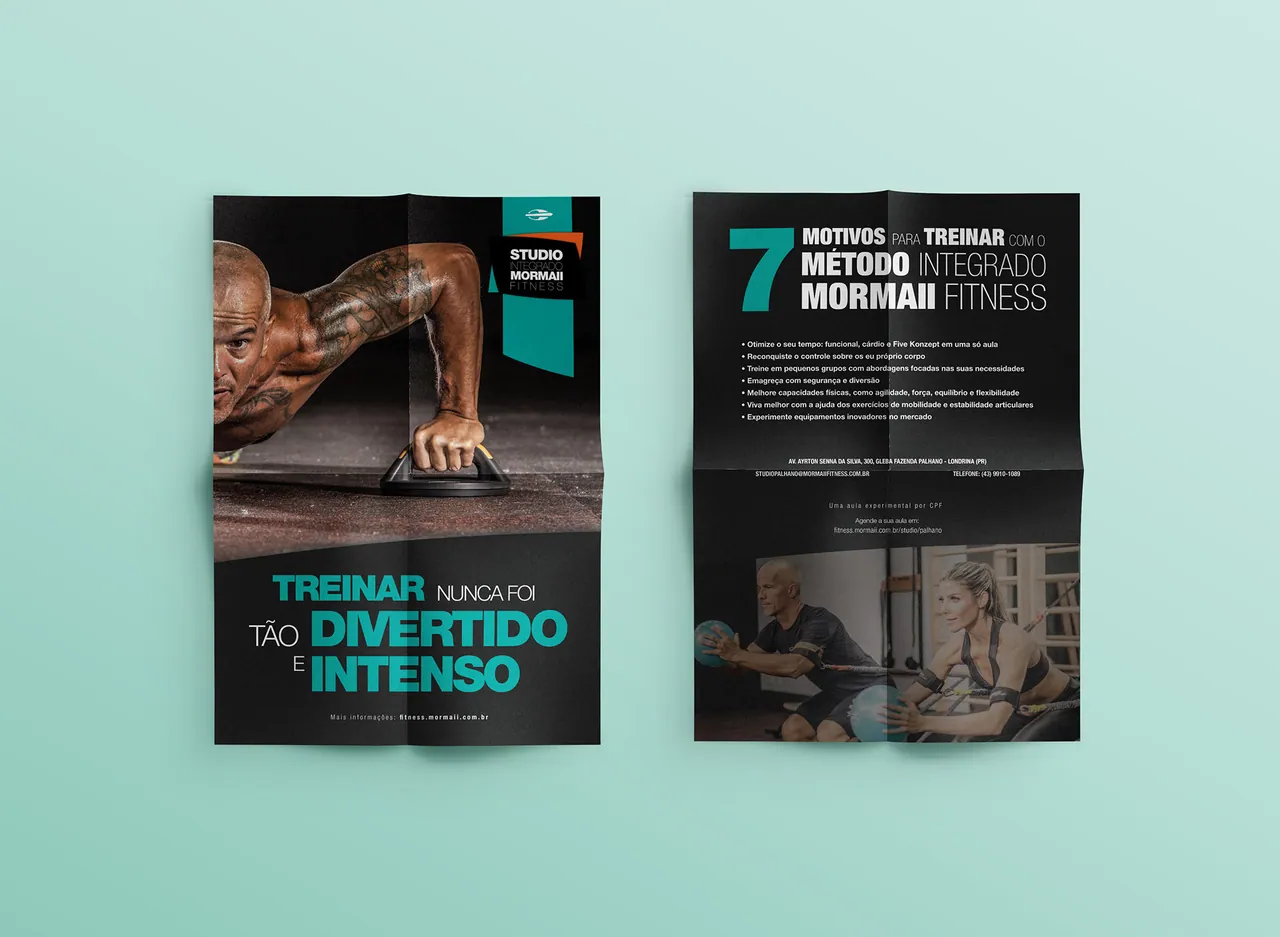 STUDIO
INTEGRADO
MORMAII
FITNESS
TREINAR NUNCA FOI
TÃO DIVERTIDO
E INTENSO
Mais informações: fitness.mormaii.com.br
7 MOTIVOS PARA TREINAR COM O
MÉTODO INTEGRADO
MORMAII FITNESS
• Otimize o seu tempo: funcional, cárdio e Five Konzept em uma só aula
• Reconquiste o controle sobre os eu próprio corpo
• Treine em pequenos grupos com abordagens focadas nas suas necessidades
• Emagreça com segurança e diversão
• Melhore capacidades físicas, como agilidade, força, equilíbrio e flexibilidade
• Viva melhor com a ajuda dos exercícios de mobilidade e estabilidade articulares
• Experimente equipamentos inovadores no mercado
AV. AYRTON SENNA DA SILVA, 300, GLEBA FAZENDA PALHANO - LONDRINA (PR)
STUDIOPALHANO@MORMAIIFITNESS.COM.BR TELEFONE: (43) 9910-1089
Uma aula experimental por CPF
Agende a sua aula em:
fitness.mormaii.com.br/studio/palhano